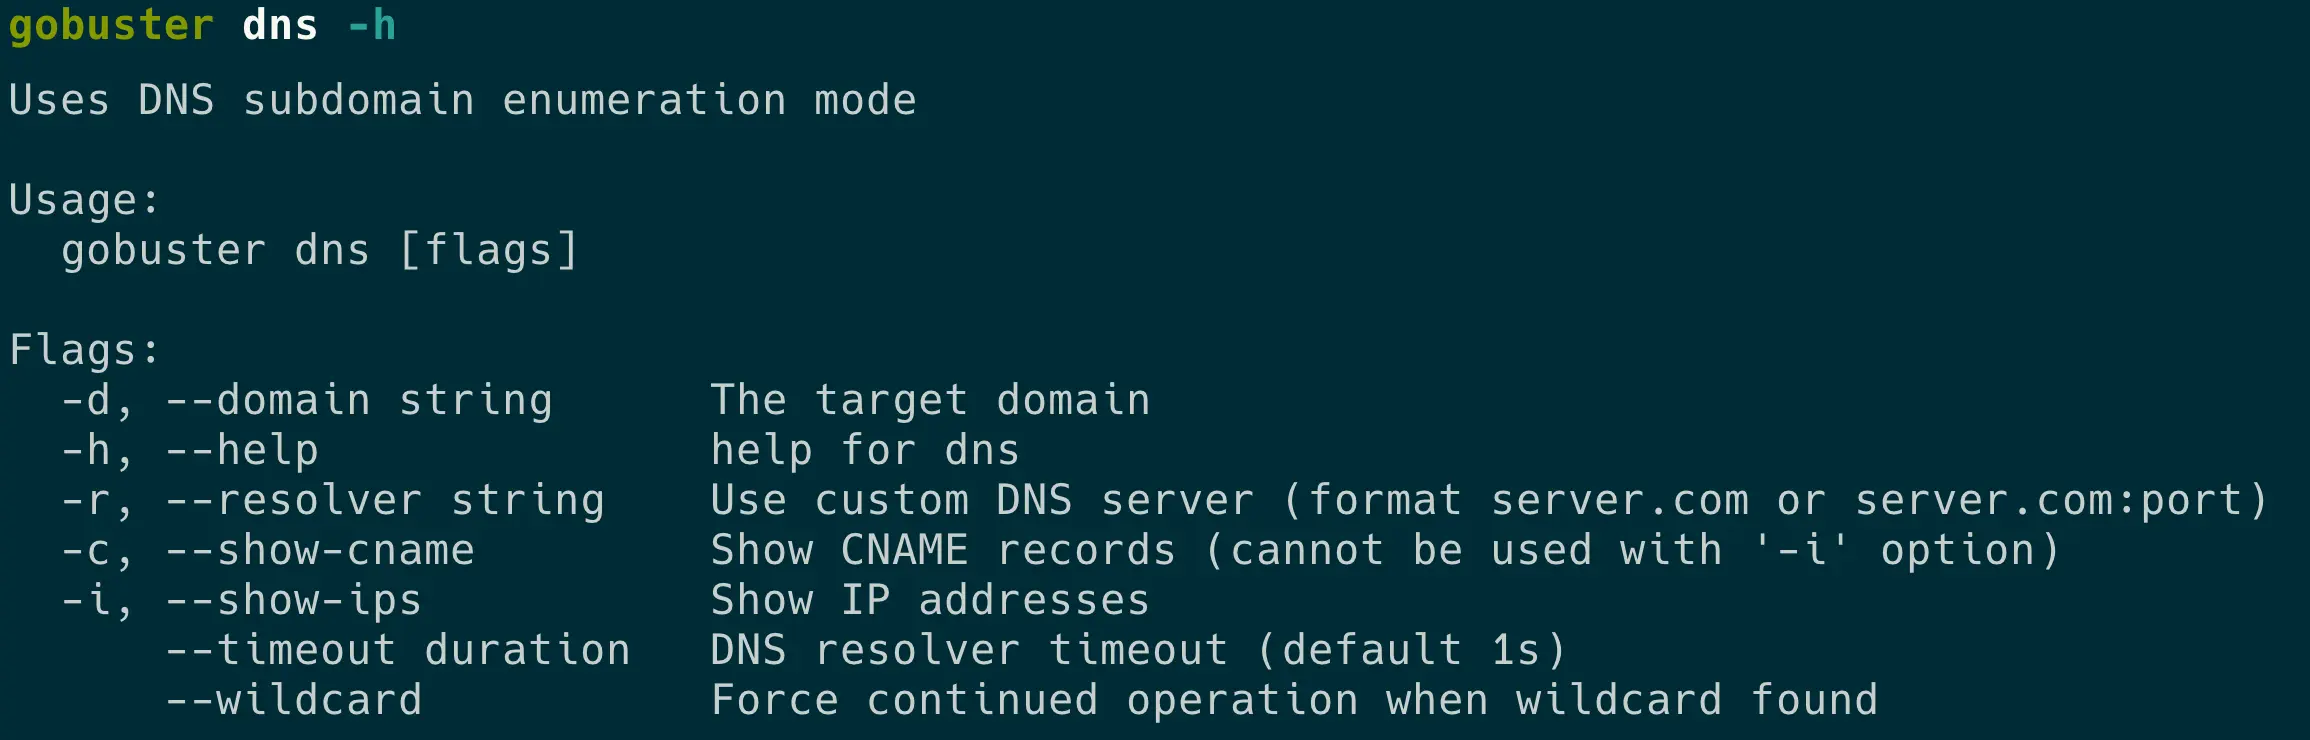 gobuster dns -h
Uses DNS subdomain enumeration mode
Usage:
gobuster dns [flags]
Flags:
-d, --domain string The target domain
-h, --help help for dns
-r, --resolver string Use custom DNS server (format server.com or server.com:port)
-c, --show-cname Show CNAME records (cannot be used with '-i' option)
-i, --show-ips Show IP addresses
--timeout duration DNS resolver timeout (default 1s)
--wildcard Force continued operation when wildcard found